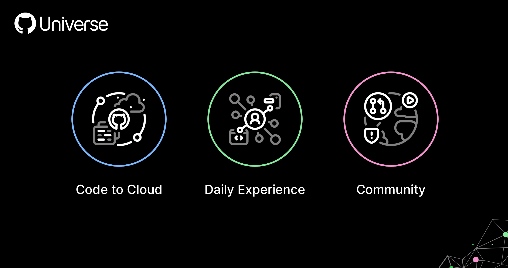 Universe
Code to Cloud
Daily Experience
Community